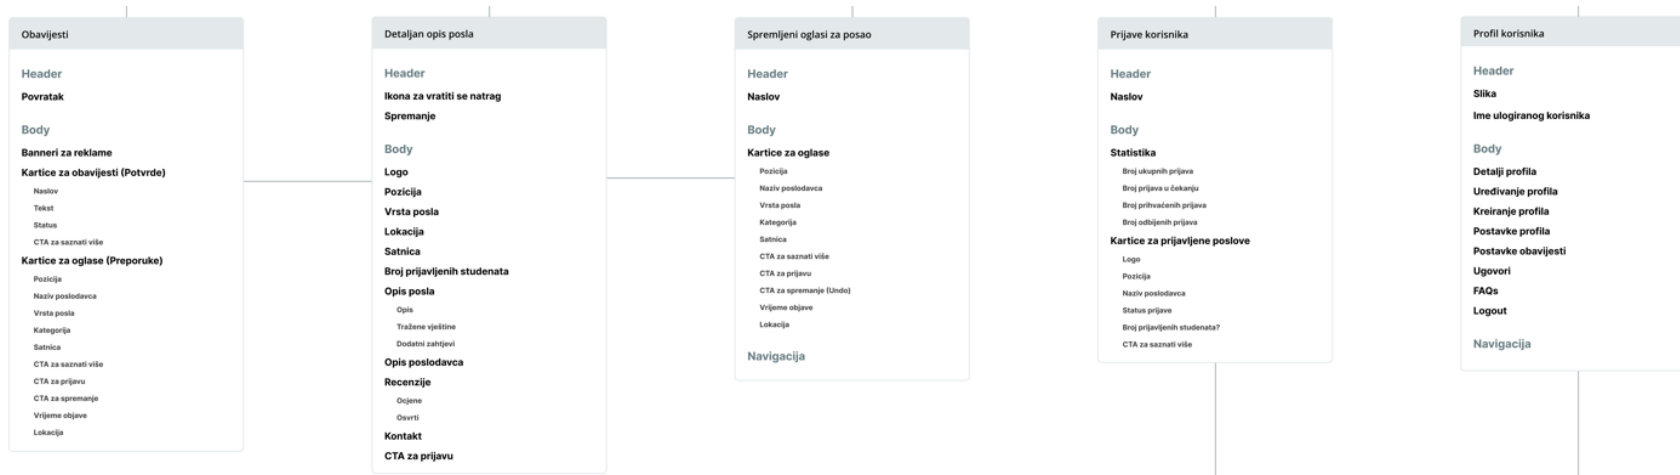 Obavijesti
Header
Povratak
Body
Banneri za reklame
Kartice za obavijesti (Potvrde)
Naslov
Tekst
Status
CTA za saznati više
Kartice za oglase (Preporuke)
Pozicija
Naziv poslodavca
Vrsta posla
Kategorija
Satnica
CTA za saznati više
CTA za prijavu
CTA za spremanje
Vrijeme objave
Lokacija
Detaljan opis posla
Header
Ikona za vratiti se natrag
Spremanje
Body
Logo
Pozicija
Vrsta posla
Lokacija
Satnica
Broj prijavljenih studenata
Opis posla
Opis
Tražene vještine
Dodatni zahtjevi
Opis poslodavca
Recenzije
Ocjene
Osvrti
Kontakt
CTA za prijavu
Spremljeni oglasi za posao
Header
Naslov
Body
Kartice za oglase
Pozicija
Naziv poslodavca
Vrsta posla
Kategorija
Satnica
CTA za saznati više
CTA za prijavu
CTA za spremanje (Undo)
Vrijeme objave
Lokacija
Navigacija
Prijave korisnika
Header
Naslov
Body
Statistika
Broj ukupnih prijava
Broj prijava u čekanju
Broj prihvaćenih prijava
Broj odbijenih prijava
Kartice za prijavljene poslove
Logo
Pozicija
Naziv poslodavca
Status prijave
Broj prijavljenih studenata?
CTA za saznati više
Profil korisnika
Header
Slika
Ime ulogiranog korisnika
Body
Detalji profila
Uređivanje profila
Kreiranje profila
Postavke profila
Postavke obavijesti
Ugovori
FAQs
Logout
Navigacija